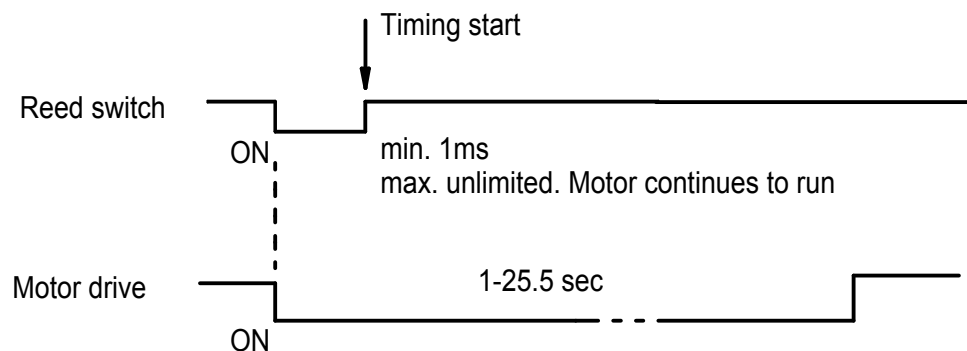 Timing start
Reed switch
ON
min. 1ms
max. unlimited. Motor continues to run
1-25.5 sec
Motor drive
ON